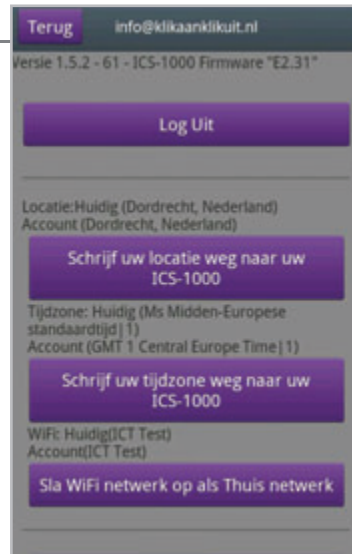 Terug
info@klikaanklikuit.nl
Versie 1.5.2 - 61 - ICS-1000 Firmware "E2.31"
Log Uit
Locatie:Huidig (Dordrecht, Nederland)
Account (Dordrecht, Nederland)
Schrijf uw locatie weg naar uw
ICS-1000
Tijdzone: Huidig (Ms Midden-Europese
standaardtijd|1)
Account (GMT 1 Central Europe Time|1)
Schrijf uw tijdzone weg naar uw
ICS-1000
WiFi: Huidig(ICT Test)
Account(ICT Test)
Sla WiFi netwerk op als Thuis netwerk